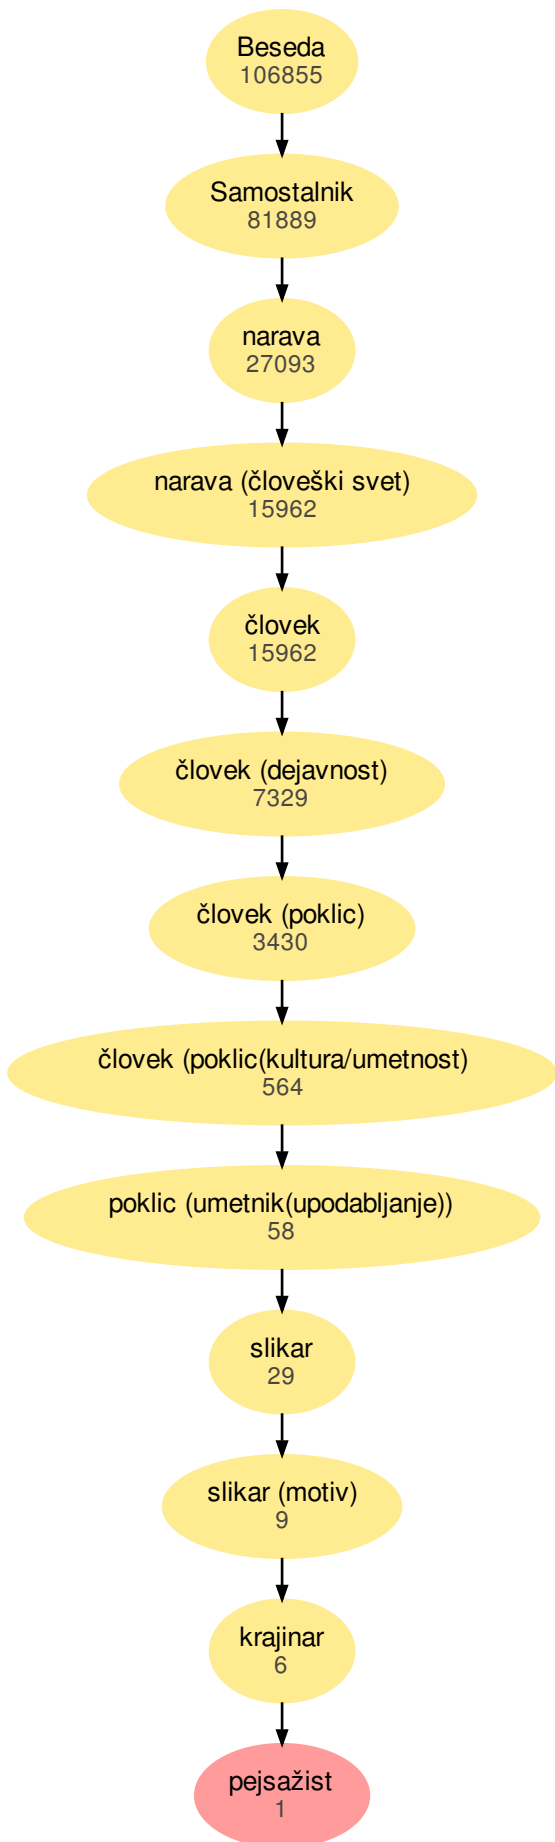 Beseda
106855
Samostalnik
81889
narava
27093
narava (človeški svet)
15962
človek
15962
človek (dejavnost)
7329
človek (poklic)
3430
človek (poklic(kultura/umetnost)
564
poklic (umetnik(upodabljanje))
58
slikar
29
slikar (motiv)
9
krajinar
6
pejsažist
1